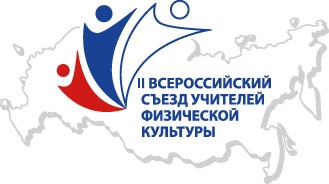 II ВСЕРОССИЙСКИЙ
СЪЕЗД УЧИТЕЛЕЙ
ФИЗИЧЕСКОЙ
КУЛЬТУРЫ